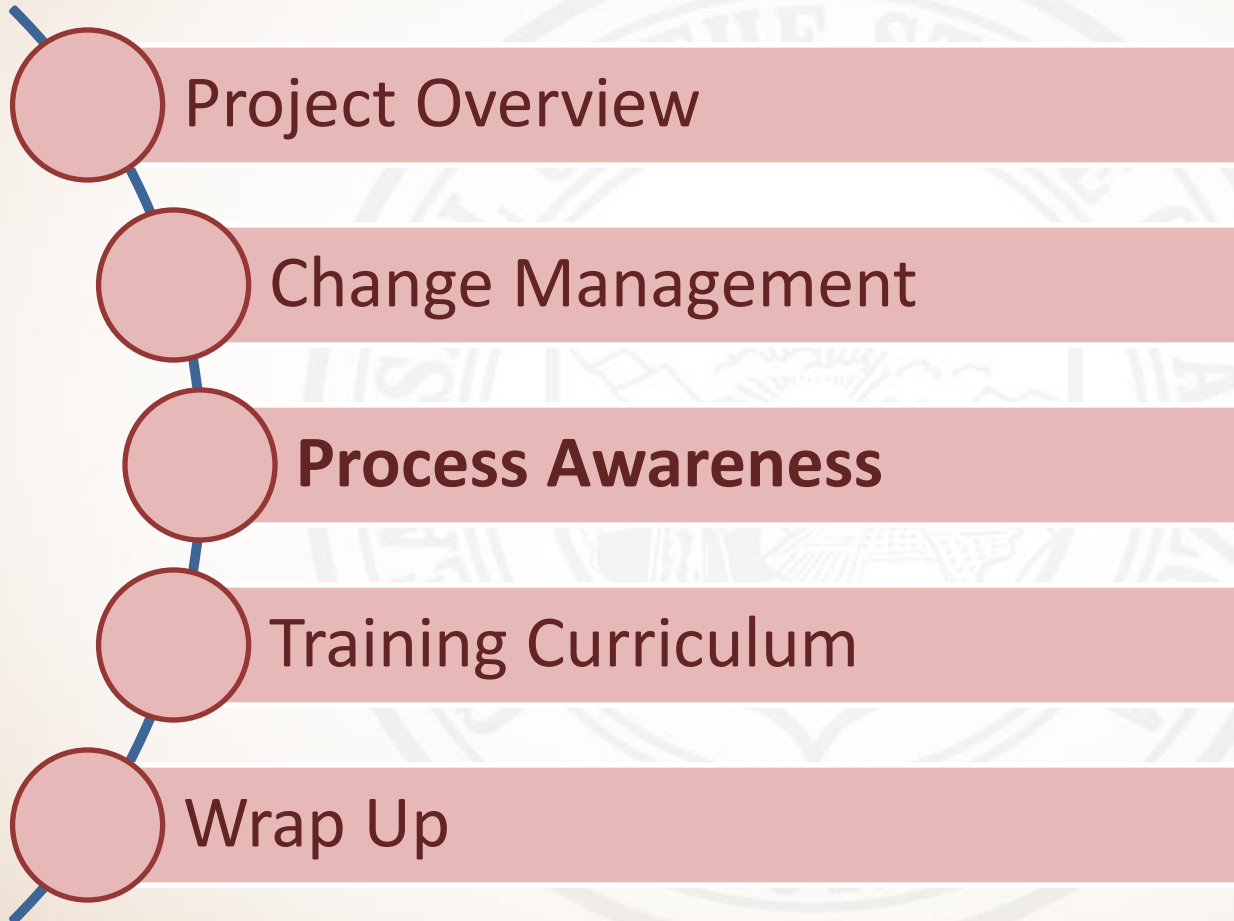 Project Overview
Change Management
Process Awareness
Training Curriculum
Wrap Up